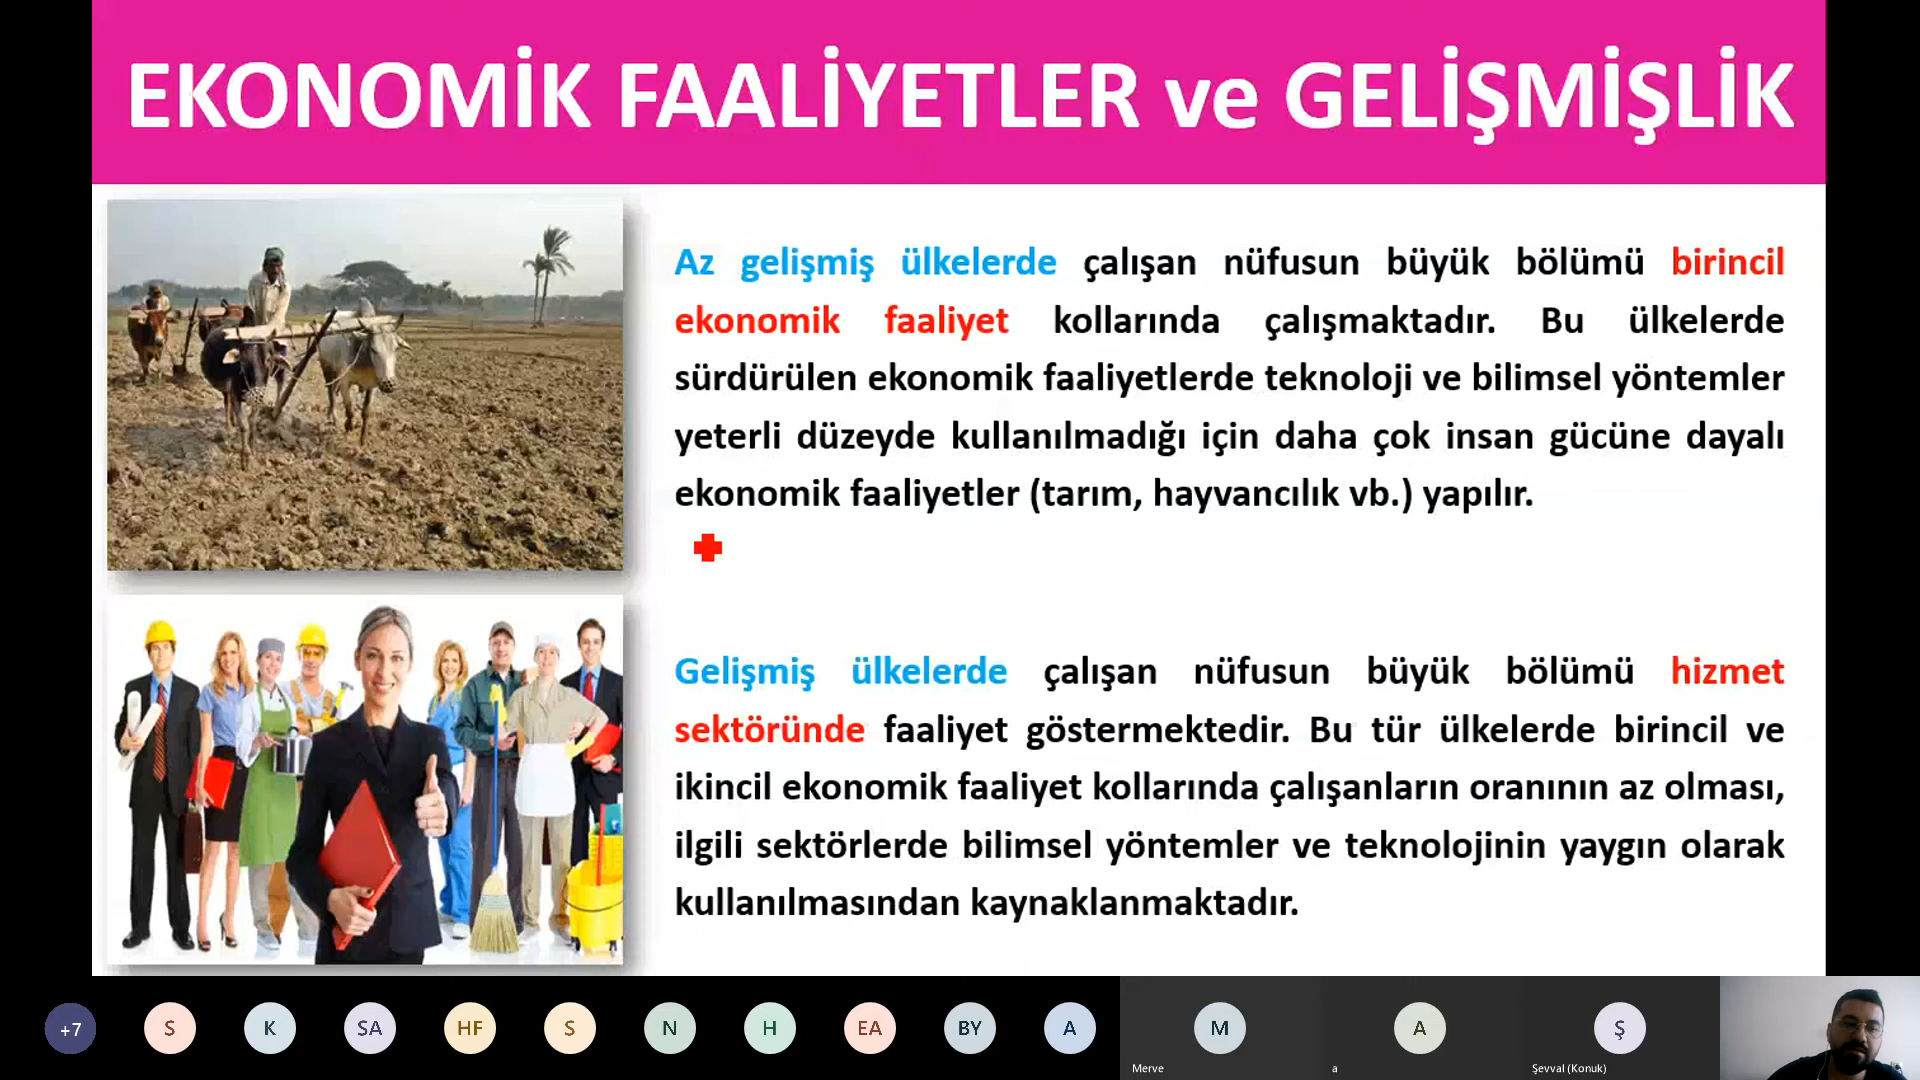 EKONOMİK FAALİYETLER ve GELİŞMİŞLİK
Az gelişmiş ülkelerde çalışan nüfusun büyük bölümü birincil
ekonomik faaliyet kollarında çalışmaktadır. Bu ülkelerde
sürdürülen ekonomik faaliyetlerde teknoloji ve bilimsel yöntemler
yeterli düzeyde kullanılmadığı için daha çok insan gücüne dayalı
ekonomik faaliyetler (tarım, hayvancılık vb.) yapılır.
Gelişmiş ülkelerde çalışan nüfusun büyük bölümü hizmet
sektöründe faaliyet göstermektedir. Bu tür ülkelerde birincil ve
ikincil ekonomik faaliyet kollarında çalışanların oranının az olması,
ilgili sektörlerde bilimsel yöntemler ve teknolojinin yaygın olarak
kullanılmasından kaynaklanmaktadır.
+7 S K SA HF S N H EA BY A M A Ş
Merve a Şevval (Konuk)